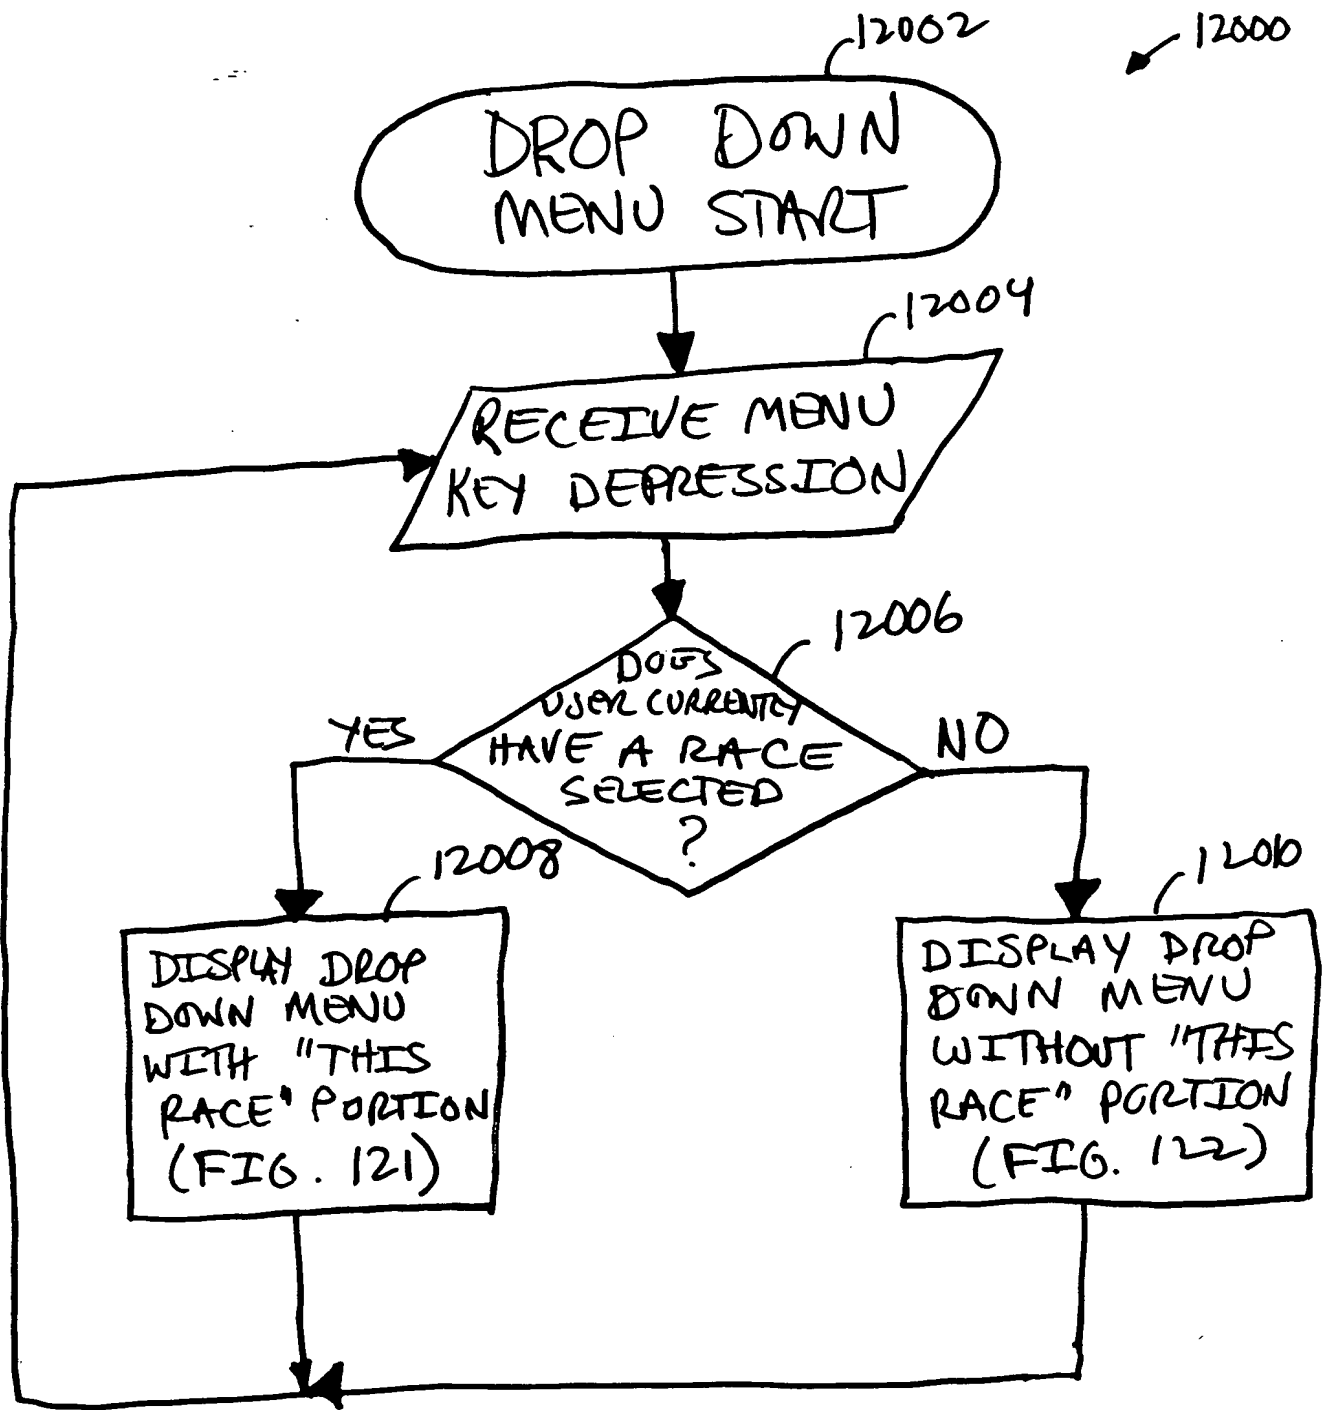 12002
12000
DROP DOWN
MENU START
12004
RECEIVE MENU
KEY DEPRESSION
12006
DOES
USER CURRENTLY
HAVE A RACE
SELECTED
?
YES
NO
12008
12010
DISPLAY DROP
DOWN MENU
WITH "THIS
RACE" PORTION
(FIG. 121)
DISPLAY DROP
DOWN MENU
WITHOUT "THIS
RACE" PORTION
(FIG. 122)